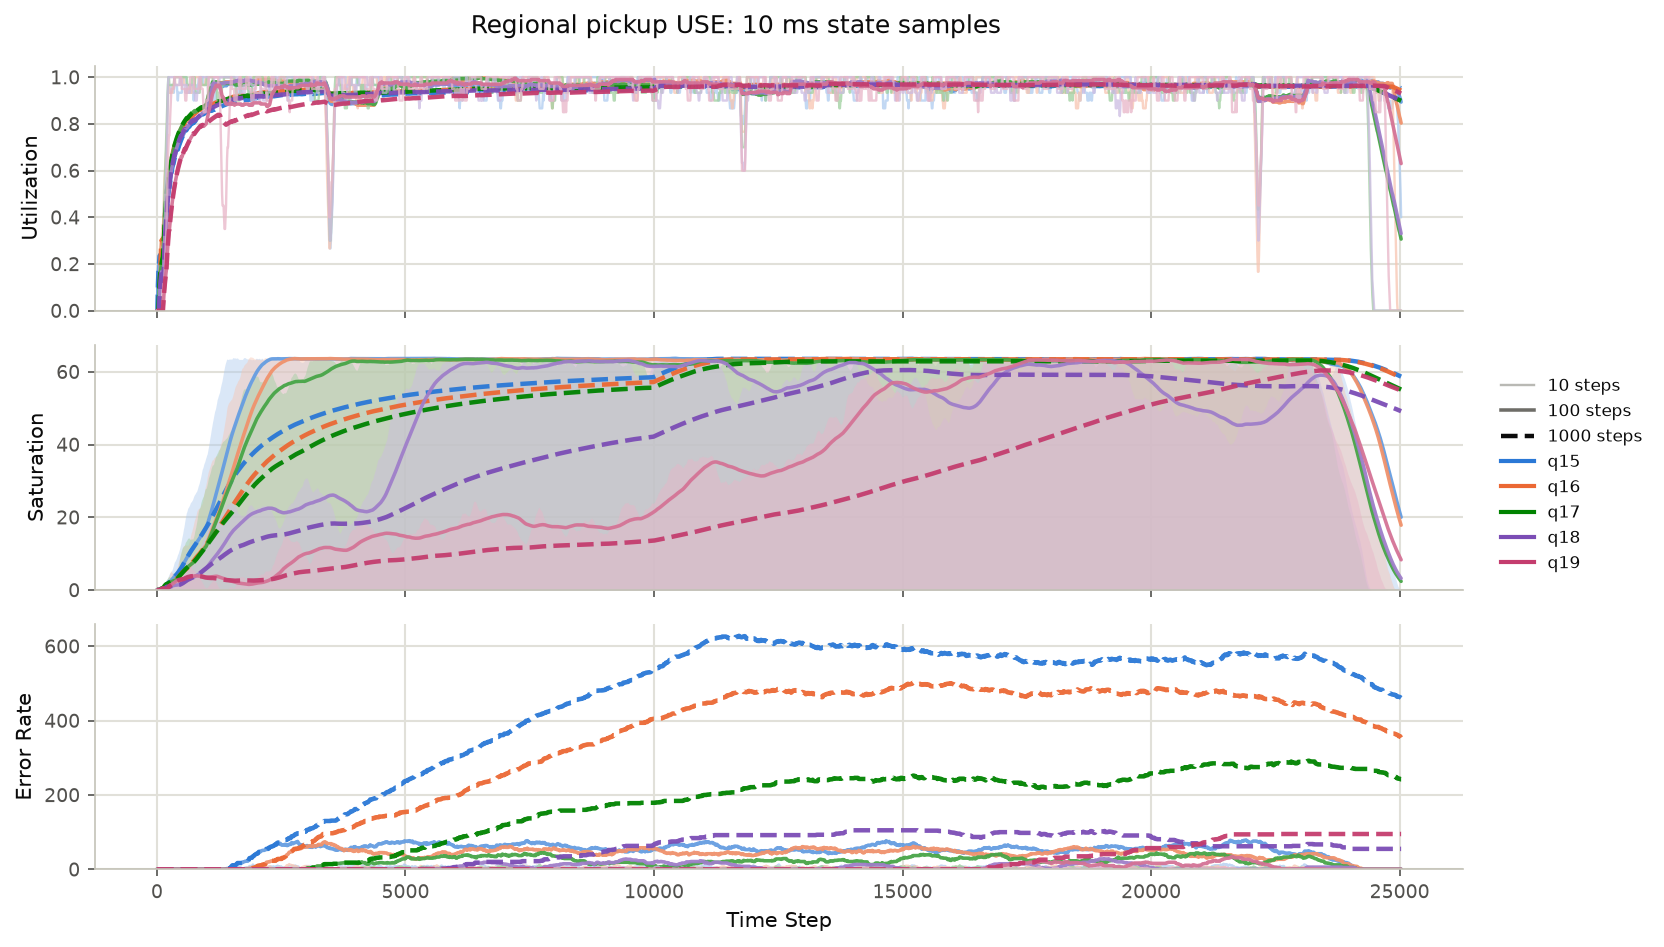 Regional pickup USE: 10 ms state samples
Utilization
1.0
0.8
0.6
0.4
0.2
0.0
Saturation
60
40
20
0
Error Rate
600
400
200
0
0 5000 10000 15000 20000 25000
Time Step
10 steps
100 steps
1000 steps
q15
q16
q17
q18
q19